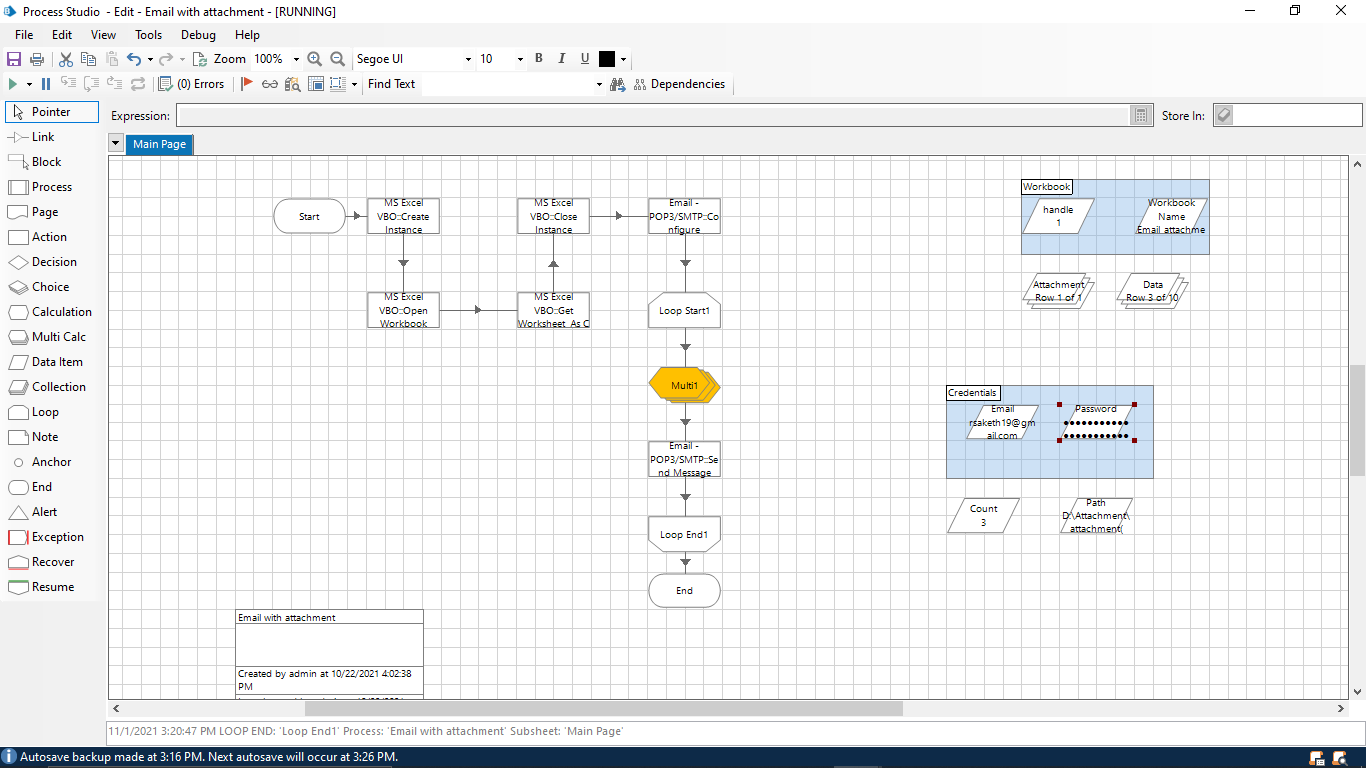 Process Studio - Edit - Email with attachment - [RUNNING]
File Edit View Tools Debug Help
Zoom 100% Segoe UI 10 B I U
(0) Errors Find Text Dependencies
Pointer
Link
Block
Process
Page
Action
Decision
Choice
Calculation
Multi Calc
Data Item
Collection
Loop
Note
Anchor
End
Alert
Exception
Recover
Resume
Expression:
Store In:
Main Page
Start
MS Excel
VBO::Create
Instance
MS Excel
VBO::Open
Workbook
MS Excel
VBO::Get
Worksheet As C
MS Excel
VBO::Close
Instance
Email -
POP3/SMTP::Co
nfigure
Loop Start1
Multi1
Email -
POP3/SMTP::Se
nd Message
Loop End1
End
Workbook
handle
1
Workbook
Name
Email attachme
Attachment
Row 1 of 1
Data
Row 3 of 10
Credentials
Email
rsaketh19@gm
ail.com
Password
●●●●●●●●●●●
●●●●●●●●●●●
Count
3
Path
D:\Attachment\
attachment(
Email with attachment
Created by admin at 10/22/2021 4:02:38
PM
11/1/2021 3:20:47 PM LOOP END: 'Loop End1' Process: 'Email with attachment' Subsheet: 'Main Page'
Autosave backup made at 3:16 PM. Next autosave will occur at 3:26 PM.